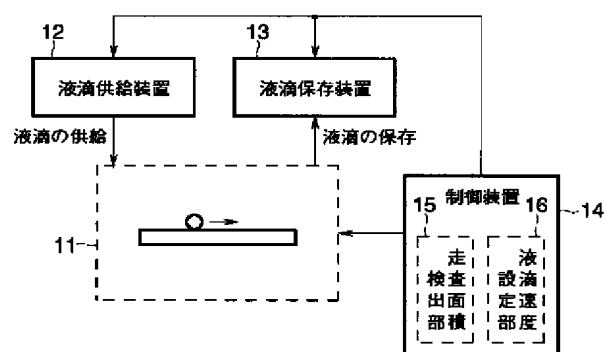 12
13
液滴供給装置
液滴保存装置
液滴の供給
液滴の保存
11
制御装置
14
15
走査面積
検出部
16
液滴速度
設定部